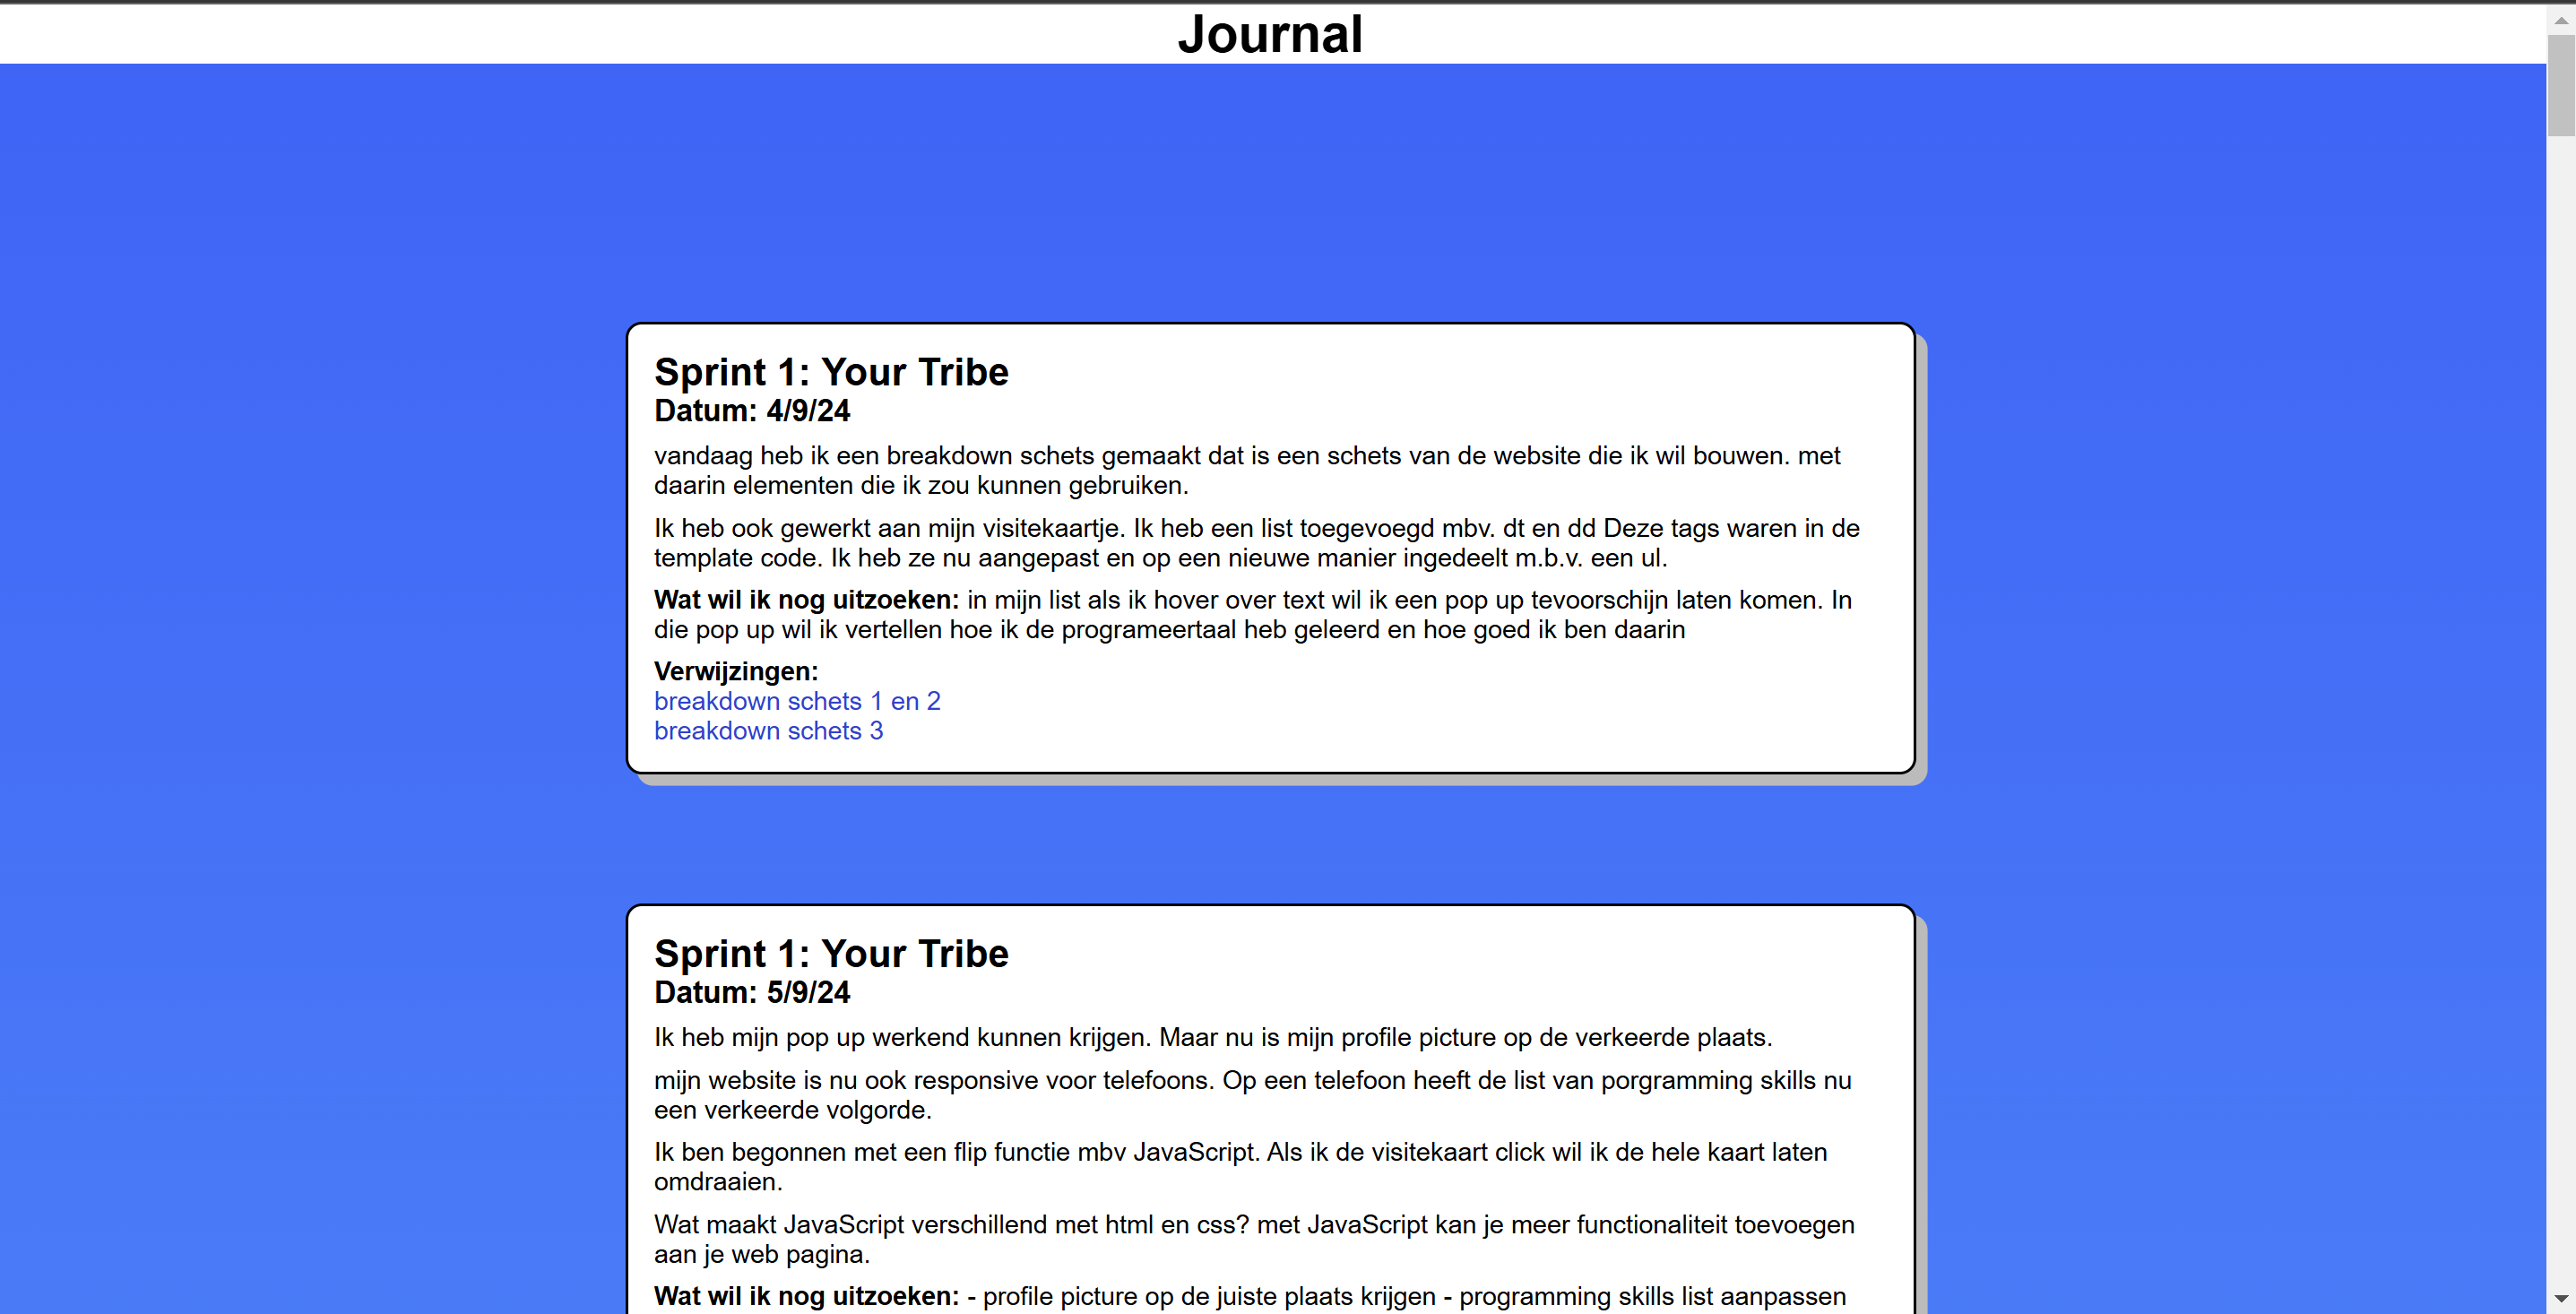 Journal
Sprint 1: Your Tribe
Datum: 4/9/24
vandaag heb ik een breakdown schets gemaakt dat is een schets van de website die ik wil bouwen. met
daarin elementen die ik zou kunnen gebruiken.
Ik heb ook gewerkt aan mijn visitekaartje. Ik heb een list toegevoegd mbv. dt en dd Deze tags waren in de
template code. Ik heb ze nu aangepast en op een nieuwe manier ingedeelt m.b.v. een ul.
Wat wil ik nog uitzoeken: in mijn list als ik hover over text wil ik een pop up tevoorschijn laten komen. In
die pop up wil ik vertellen hoe ik de programeertaal heb geleerd en hoe goed ik ben daarin
Verwijzingen:
breakdown schets 1 en 2
breakdown schets 3
Sprint 1: Your Tribe
Datum: 5/9/24
Ik heb mijn pop up werkend kunnen krijgen. Maar nu is mijn profile picture op de verkeerde plaats.
mijn website is nu ook responsive voor telefoons. Op een telefoon heeft de list van porgramming skills nu
een verkeerde volgorde.
Ik ben begonnen met een flip functie mbv JavaScript. Als ik de visitekaart click wil ik de hele kaart laten
omdraaien.
Wat maakt JavaScript verschillend met html en css? met JavaScript kan je meer functionaliteit toevoegen
aan je web pagina.
Wat wil ik nog uitzoeken: - profile picture op de juiste plaats krijgen - programming skills list aanpassen